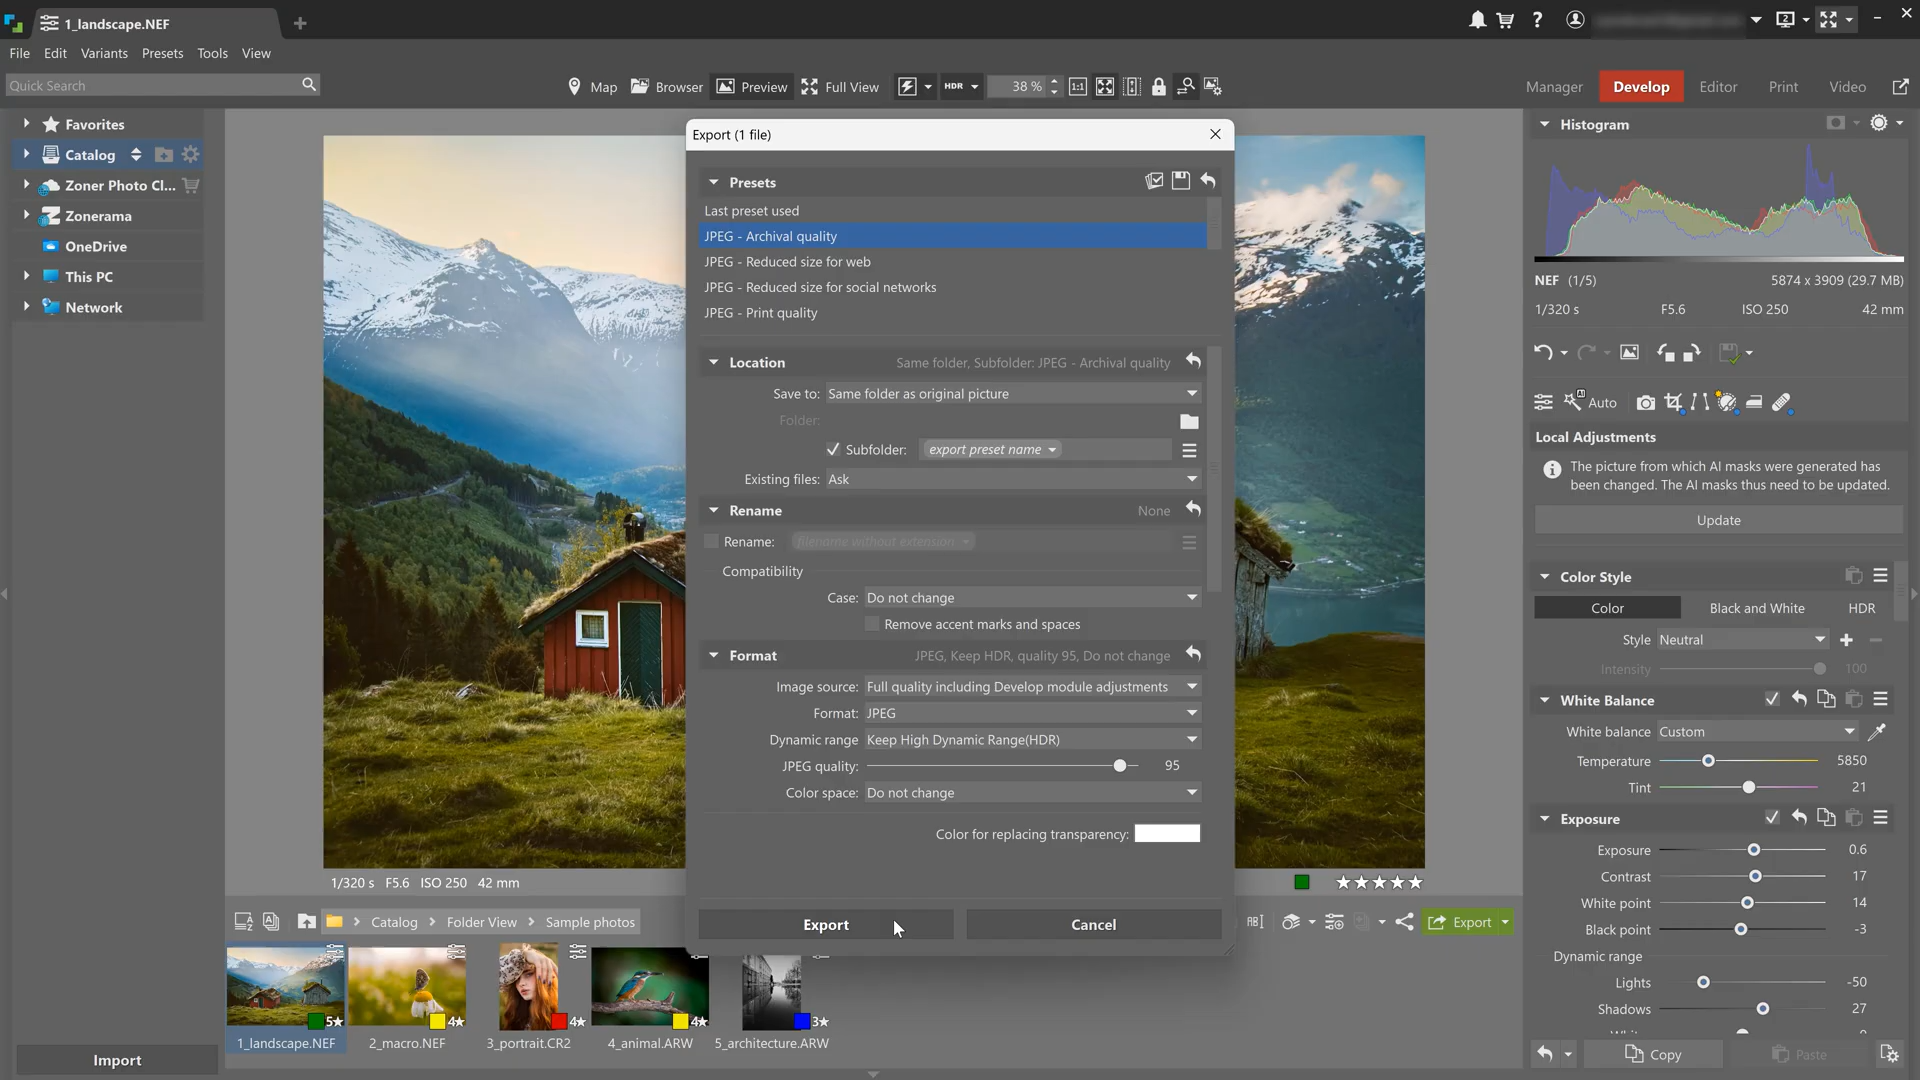 1_landscape.NEF
2
File Edit Variants Presets Tools View
Quick Search
Map Browser Preview Full View HDR 38 % 1:1
Manager Develop Editor Print Video
Favorites
Catalog
Zoner Photo Cl...
Zonerama
OneDrive
This PC
Network
Import
Export (1 file)
Presets
Last preset used
JPEG - Archival quality
JPEG - Reduced size for web
JPEG - Reduced size for social networks
JPEG - Print quality
Location Same folder, Subfolder: JPEG - Archival quality
Save to: Same folder as original picture
Folder:
Subfolder: export preset name
Existing files: Ask
Rename None
Rename: filename without extension
Compatibility
Case: Do not change
Remove accent marks and spaces
Format JPEG, Keep HDR, quality 95, Do not change
Image source: Full quality including Develop module adjustments
Format: JPEG
Dynamic range Keep High Dynamic Range(HDR)
JPEG quality: 95
Color space: Do not change
Color for replacing transparency:
Export Cancel
1/320 s F5.6 ISO 250 42 mm
Catalog Folder View Sample photos
Export
5★ 4★ 4★ 4★ 3★
1_landscape.NEF 2_macro.NEF 3_portrait.CR2 4_animal.ARW 5_architecture.ARW
Histogram
NEF (1/5) 5874 x 3909 (29.7 MB)
1/320 s F5.6 ISO 250 42 mm
AI Auto
Local Adjustments
The picture from which AI masks were generated has
been changed. The AI masks thus need to be updated.
Update
Color Style
Color Black and White HDR
Style Neutral
Intensity 100
White Balance
White balance Custom
Temperature 5850
Tint 21
Exposure
Exposure 0.6
Contrast 17
White point 14
Black point -3
Dynamic range
Lights -50
Shadows 27
Copy Paste